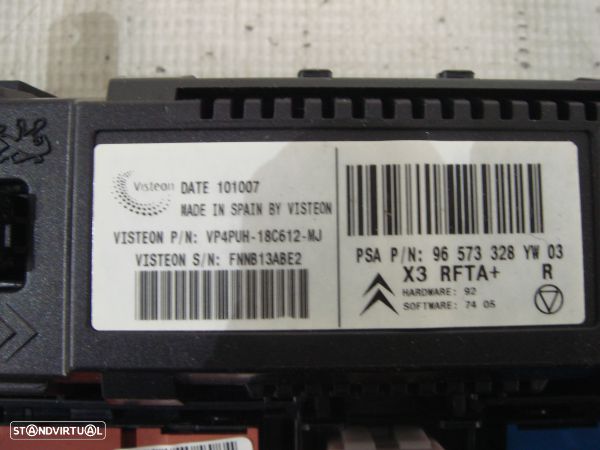 Visteon
DATE 101007
MADE IN SPAIN BY VISTEON
VISTEON P/N: VP4PUH-18C612-MJ
VISTEON S/N: FNNB13ABE2
PSA P/N: 96 573 328 YW 03
X3 RFTA+ R
HARDWARE: 92
SOFTWARE: 74 05
STANDVIRTUAL